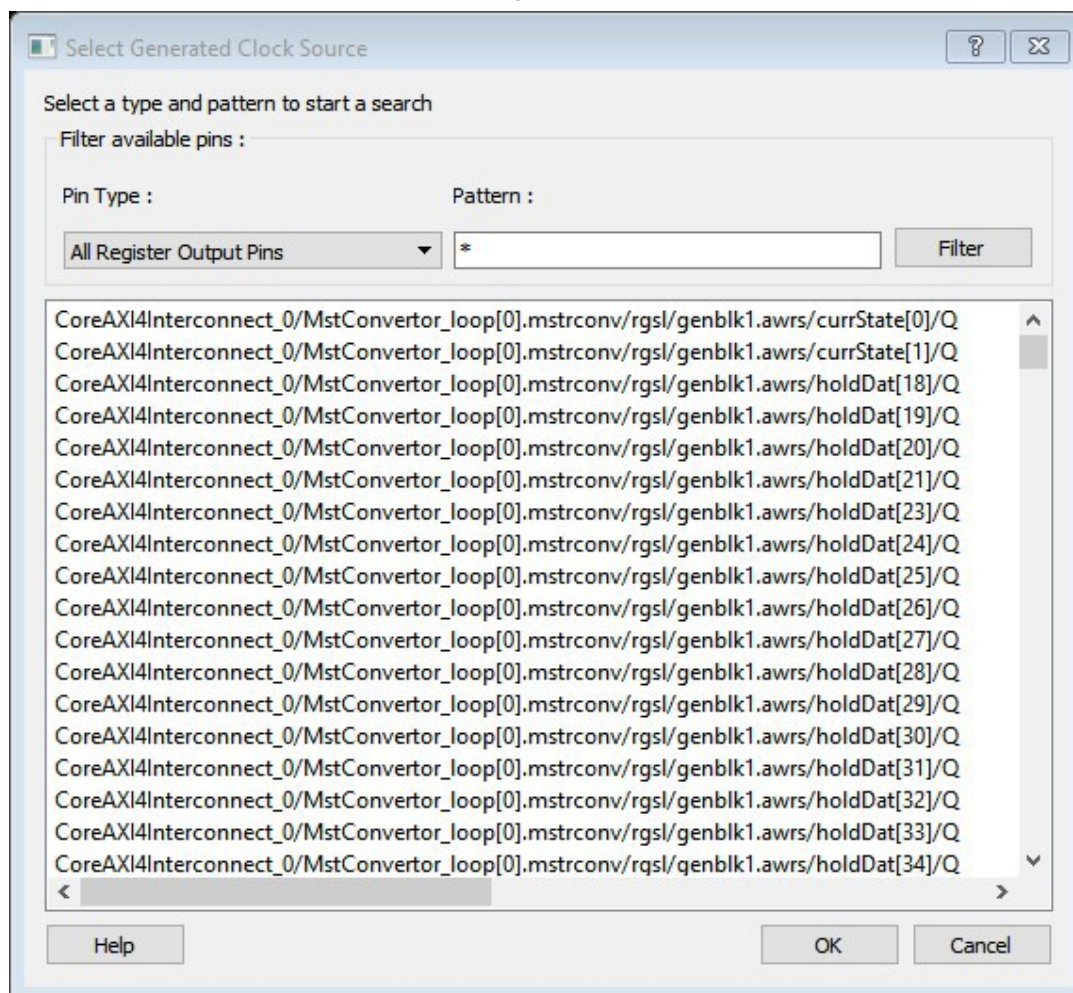 Select Generated Clock Source
Select a type and pattern to start a search
Filter available pins :
Pin Type :
Pattern :
All Register Output Pins
*
Filter
CoreAXI4Interconnect_0/MstConvertor_loop[0].mstrconv/rgsl/genblk1.awrs/currState[0]/Q
CoreAXI4Interconnect_0/MstConvertor_loop[0].mstrconv/rgsl/genblk1.awrs/currState[1]/Q
CoreAXI4Interconnect_0/MstConvertor_loop[0].mstrconv/rgsl/genblk1.awrs/holdDat[18]/Q
CoreAXI4Interconnect_0/MstConvertor_loop[0].mstrconv/rgsl/genblk1.awrs/holdDat[19]/Q
CoreAXI4Interconnect_0/MstConvertor_loop[0].mstrconv/rgsl/genblk1.awrs/holdDat[20]/Q
CoreAXI4Interconnect_0/MstConvertor_loop[0].mstrconv/rgsl/genblk1.awrs/holdDat[21]/Q
CoreAXI4Interconnect_0/MstConvertor_loop[0].mstrconv/rgsl/genblk1.awrs/holdDat[23]/Q
CoreAXI4Interconnect_0/MstConvertor_loop[0].mstrconv/rgsl/genblk1.awrs/holdDat[24]/Q
CoreAXI4Interconnect_0/MstConvertor_loop[0].mstrconv/rgsl/genblk1.awrs/holdDat[25]/Q
CoreAXI4Interconnect_0/MstConvertor_loop[0].mstrconv/rgsl/genblk1.awrs/holdDat[26]/Q
CoreAXI4Interconnect_0/MstConvertor_loop[0].mstrconv/rgsl/genblk1.awrs/holdDat[27]/Q
CoreAXI4Interconnect_0/MstConvertor_loop[0].mstrconv/rgsl/genblk1.awrs/holdDat[28]/Q
CoreAXI4Interconnect_0/MstConvertor_loop[0].mstrconv/rgsl/genblk1.awrs/holdDat[29]/Q
CoreAXI4Interconnect_0/MstConvertor_loop[0].mstrconv/rgsl/genblk1.awrs/holdDat[30]/Q
CoreAXI4Interconnect_0/MstConvertor_loop[0].mstrconv/rgsl/genblk1.awrs/holdDat[31]/Q
CoreAXI4Interconnect_0/MstConvertor_loop[0].mstrconv/rgsl/genblk1.awrs/holdDat[32]/Q
CoreAXI4Interconnect_0/MstConvertor_loop[0].mstrconv/rgsl/genblk1.awrs/holdDat[33]/Q
CoreAXI4Interconnect_0/MstConvertor_loop[0].mstrconv/rgsl/genblk1.awrs/holdDat[34]/Q
Help
OK
Cancel